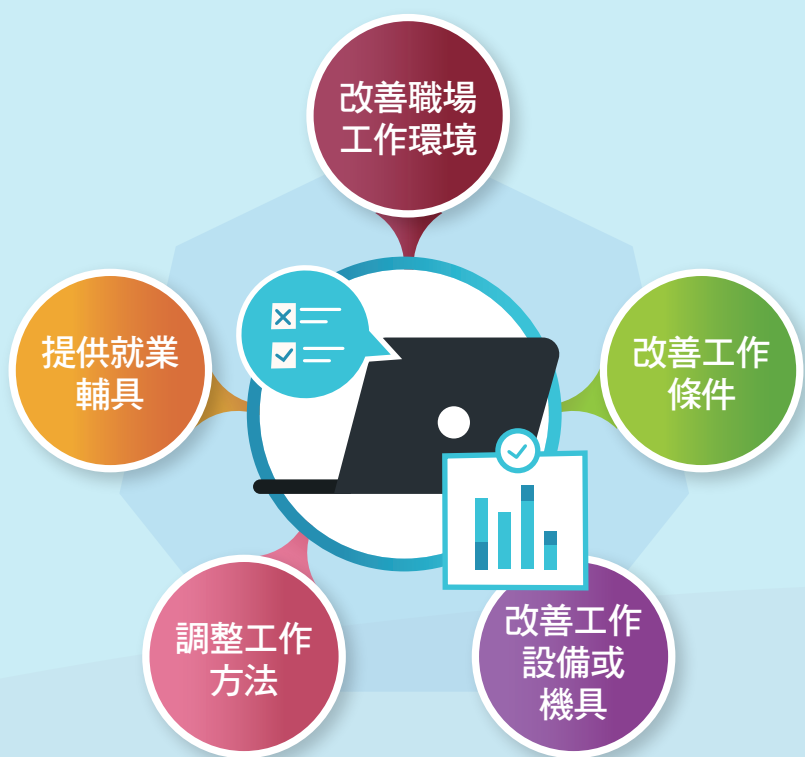 改善職場
工作環境
改善工作
條件
改善工作
設備或
機具
調整工作
方法
提供就業
輔具